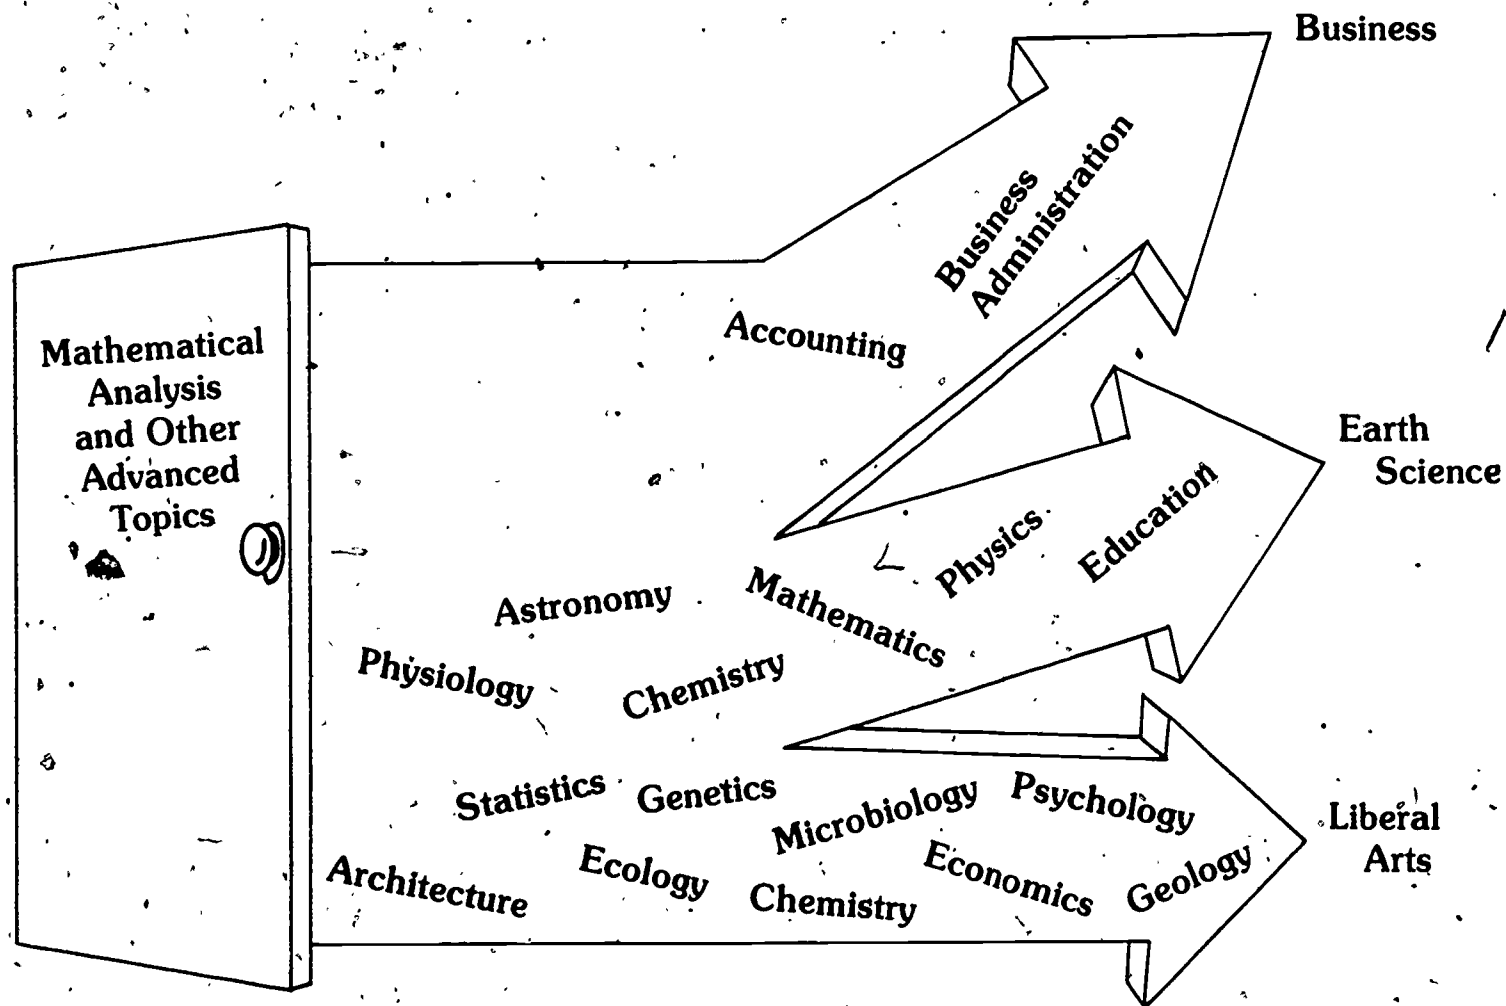 Mathematical
Analysis
and Other
Advanced
Topics
Business
Business
Administration
Accounting
Earth
Science
Physics
Education
Astronomy
Mathematics
Physiology
Chemistry
Statistics
Genetics
Microbiology
Psychology
Liberal
Arts
Architecture
Ecology
Chemistry
Economics
Geology